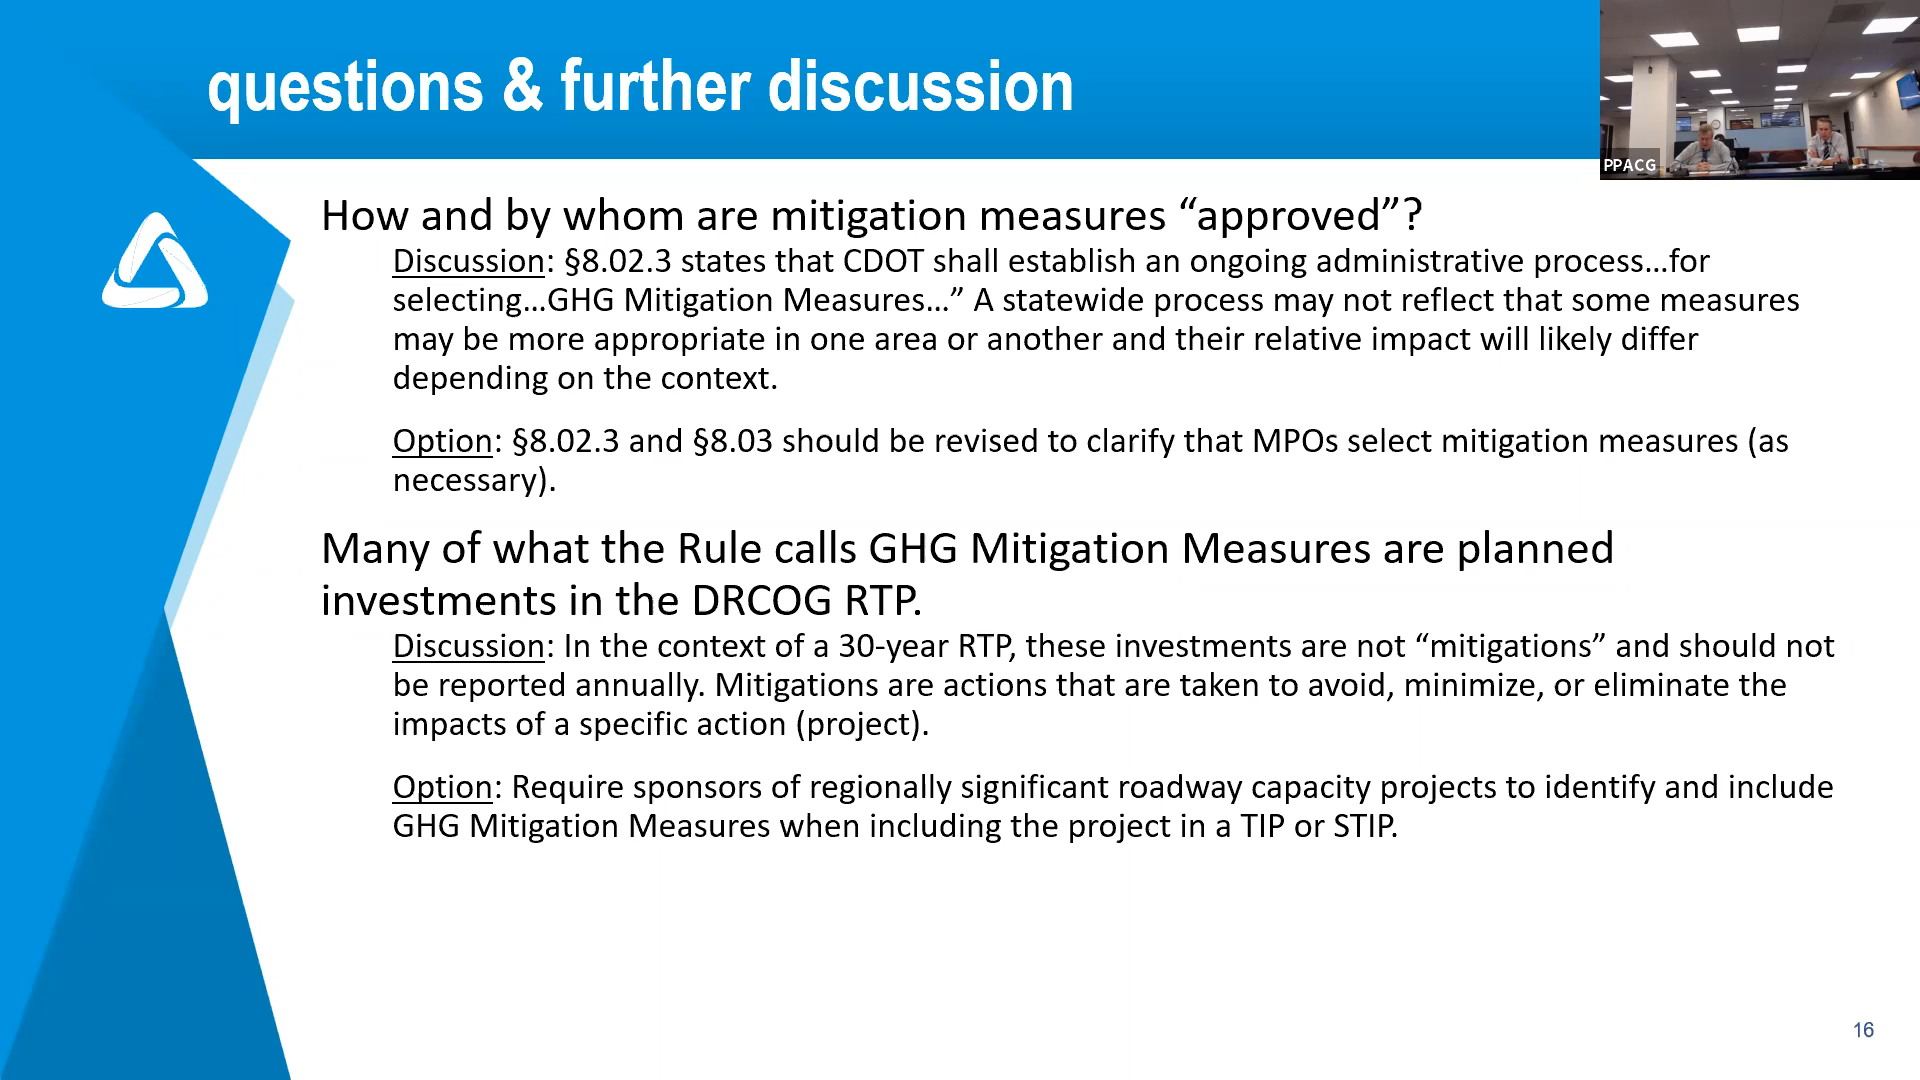 questions & further discussion
PPACG
How and by whom are mitigation measures “approved”?
Discussion: §8.02.3 states that CDOT shall establish an ongoing administrative process…for
selecting…GHG Mitigation Measures…” A statewide process may not reflect that some measures
may be more appropriate in one area or another and their relative impact will likely differ
depending on the context.
Option: §8.02.3 and §8.03 should be revised to clarify that MPOs select mitigation measures (as
necessary).
Many of what the Rule calls GHG Mitigation Measures are planned
investments in the DRCOG RTP.
Discussion: In the context of a 30-year RTP, these investments are not “mitigations” and should not
be reported annually. Mitigations are actions that are taken to avoid, minimize, or eliminate the
impacts of a specific action (project).
Option: Require sponsors of regionally significant roadway capacity projects to identify and include
GHG Mitigation Measures when including the project in a TIP or STIP.
16